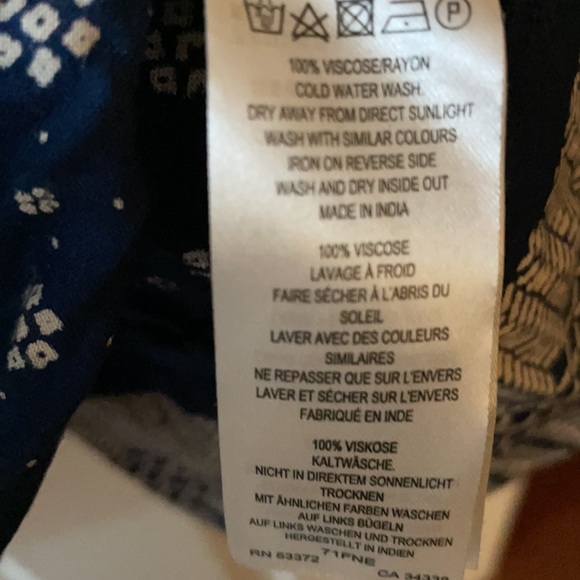 P
100% VISCOSE/RAYON
COLD WATER WASH.
DRY AWAY FROM DIRECT SUNLIGHT
WASH WITH SIMILAR COLOURS
IRON ON REVERSE SIDE
WASH AND DRY INSIDE OUT
MADE IN INDIA
100% VISCOSE
LAVAGE À FROID
FAIRE SÉCHER À L'ABRIS DU
SOLEIL
LAVER AVEC DES COULEURS
SIMILAIRES
NE REPASSER QUE SUR L'ENVERS
LAVER ET SÉCHER SUR L'ENVERS
FABRIQUÉ EN INDE
100% VISKOSE
KALTWÄSCHE.
NICHT IN DIREKTEM SONNENLICHT
TROCKNEN
MIT ÄHNLICHEN FARBEN WASCHEN
AUF LINKS BÜGELN
AUF LINKS WASCHEN UND TROCKNEN
HERGESTELLT IN INDIEN
RN 63372 71FNE CA